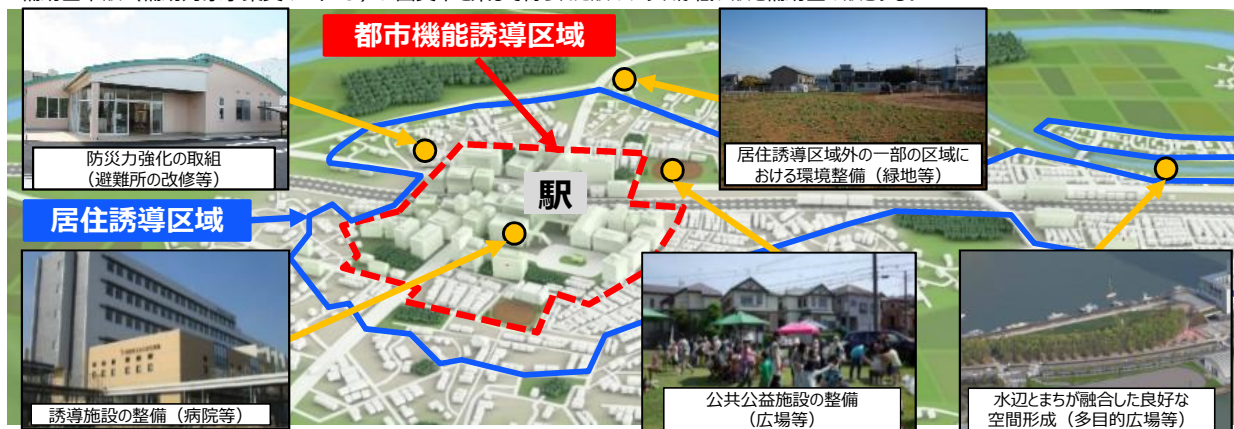 都市機能誘導区域
防災力強化の取組
（避難所の改修等）
居住誘導区域外の一部の区域に
おける環境整備（緑地等）
駅
居住誘導区域
誘導施設の整備（病院等）
公共公益施設の整備
（広場等）
水辺とまちが融合した良好な
空間形成（多目的広場等）